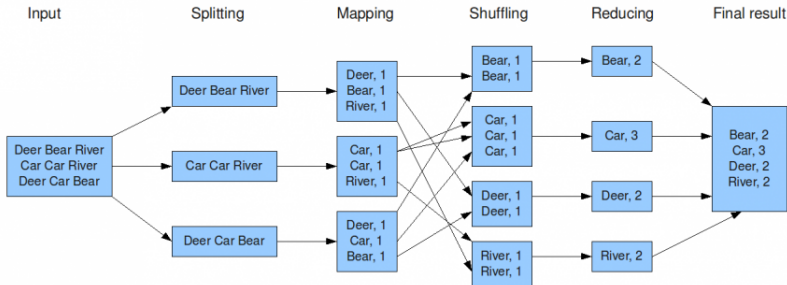 Input
Splitting
Mapping
Shuffling
Reducing
Final result
Deer Bear River
Car Car River
Deer Car Bear
Deer Bear River
Car Car River
Deer Car Bear
Deer, 1
Bear, 1
River, 1
Car, 1
Car, 1
River, 1
Deer, 1
Car, 1
Bear, 1
Bear, 1
Bear, 1
Car, 1
Car, 1
Car, 1
Deer, 1
Deer, 1
River, 1
River, 1
Bear, 2
Car, 3
Deer, 2
River, 2
Bear, 2
Car, 3
Deer, 2
River, 2